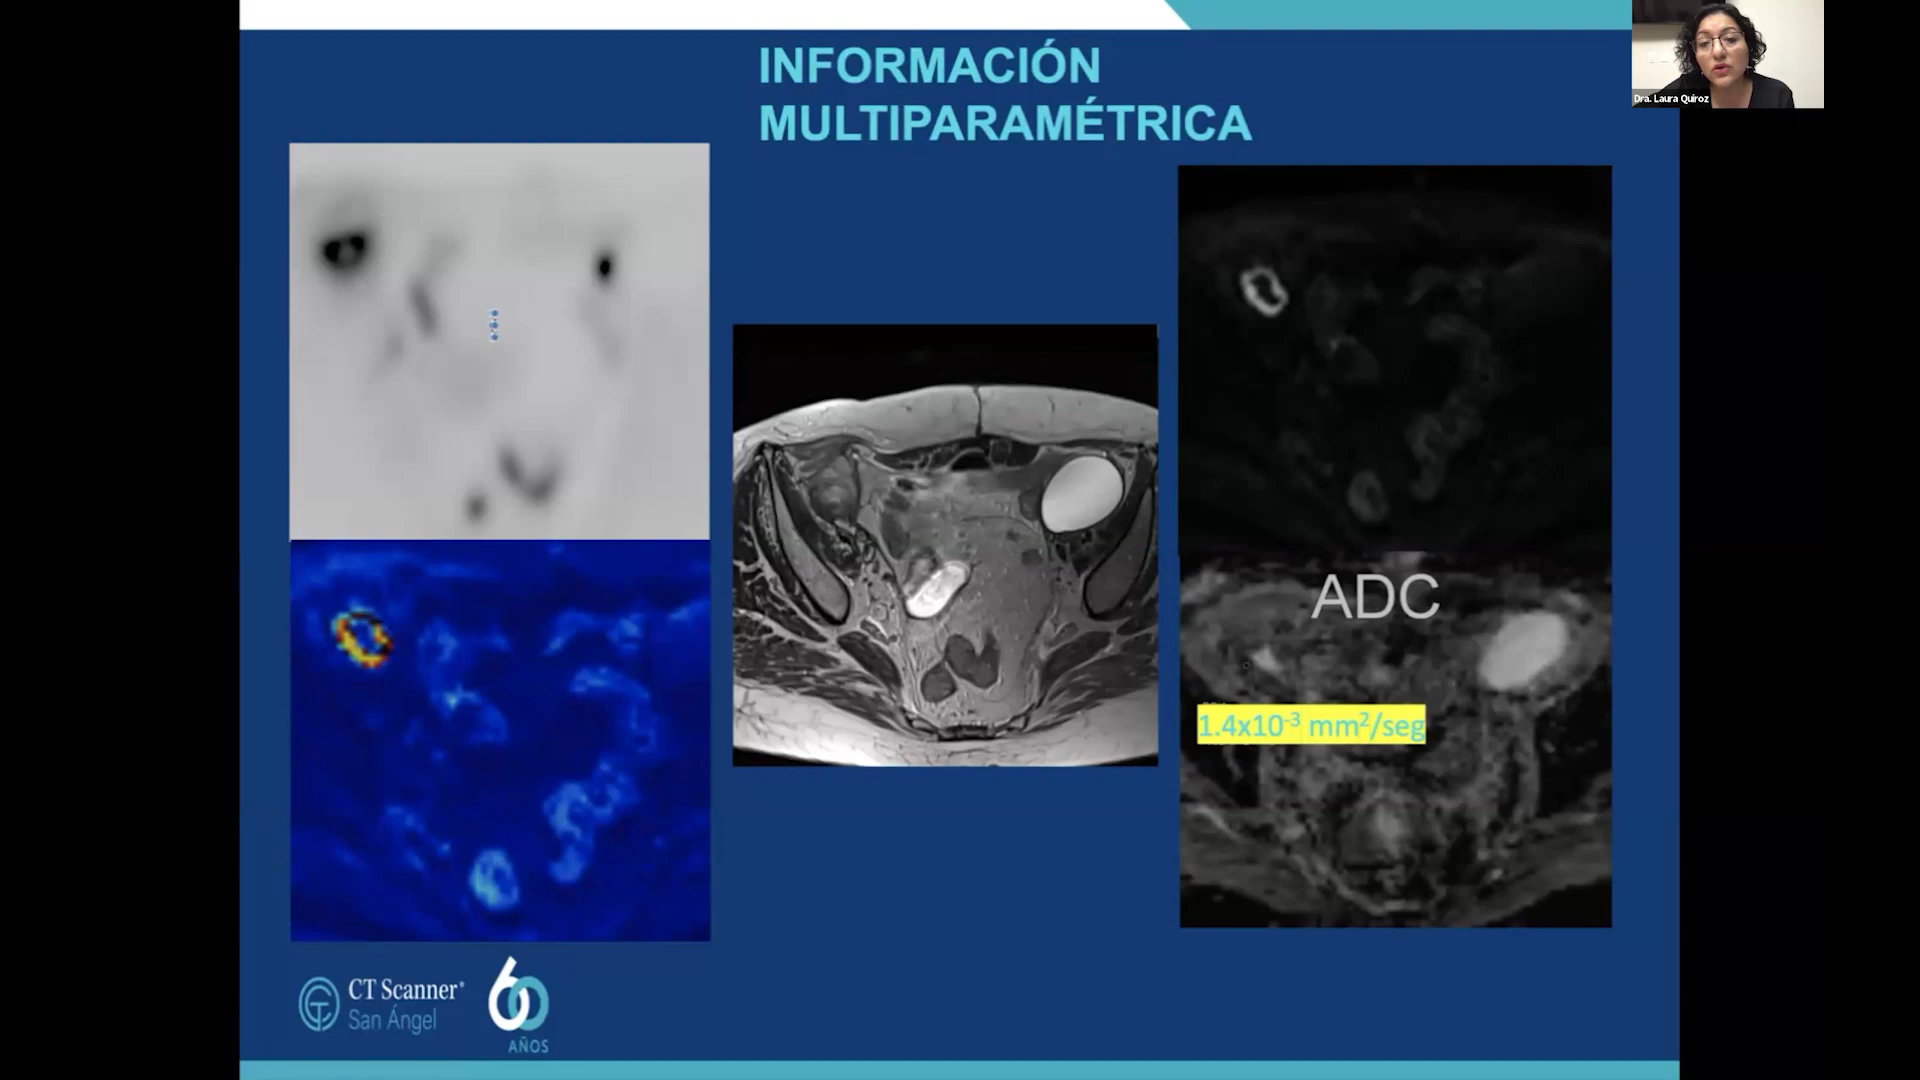 INFORMACIÓN
MULTIPARAMÉTRICA
Dra. Laura Quiroz
ADC
1.4x10⁻³ mm²/seg
CT Scanner®
San Ángel
60
AÑOS